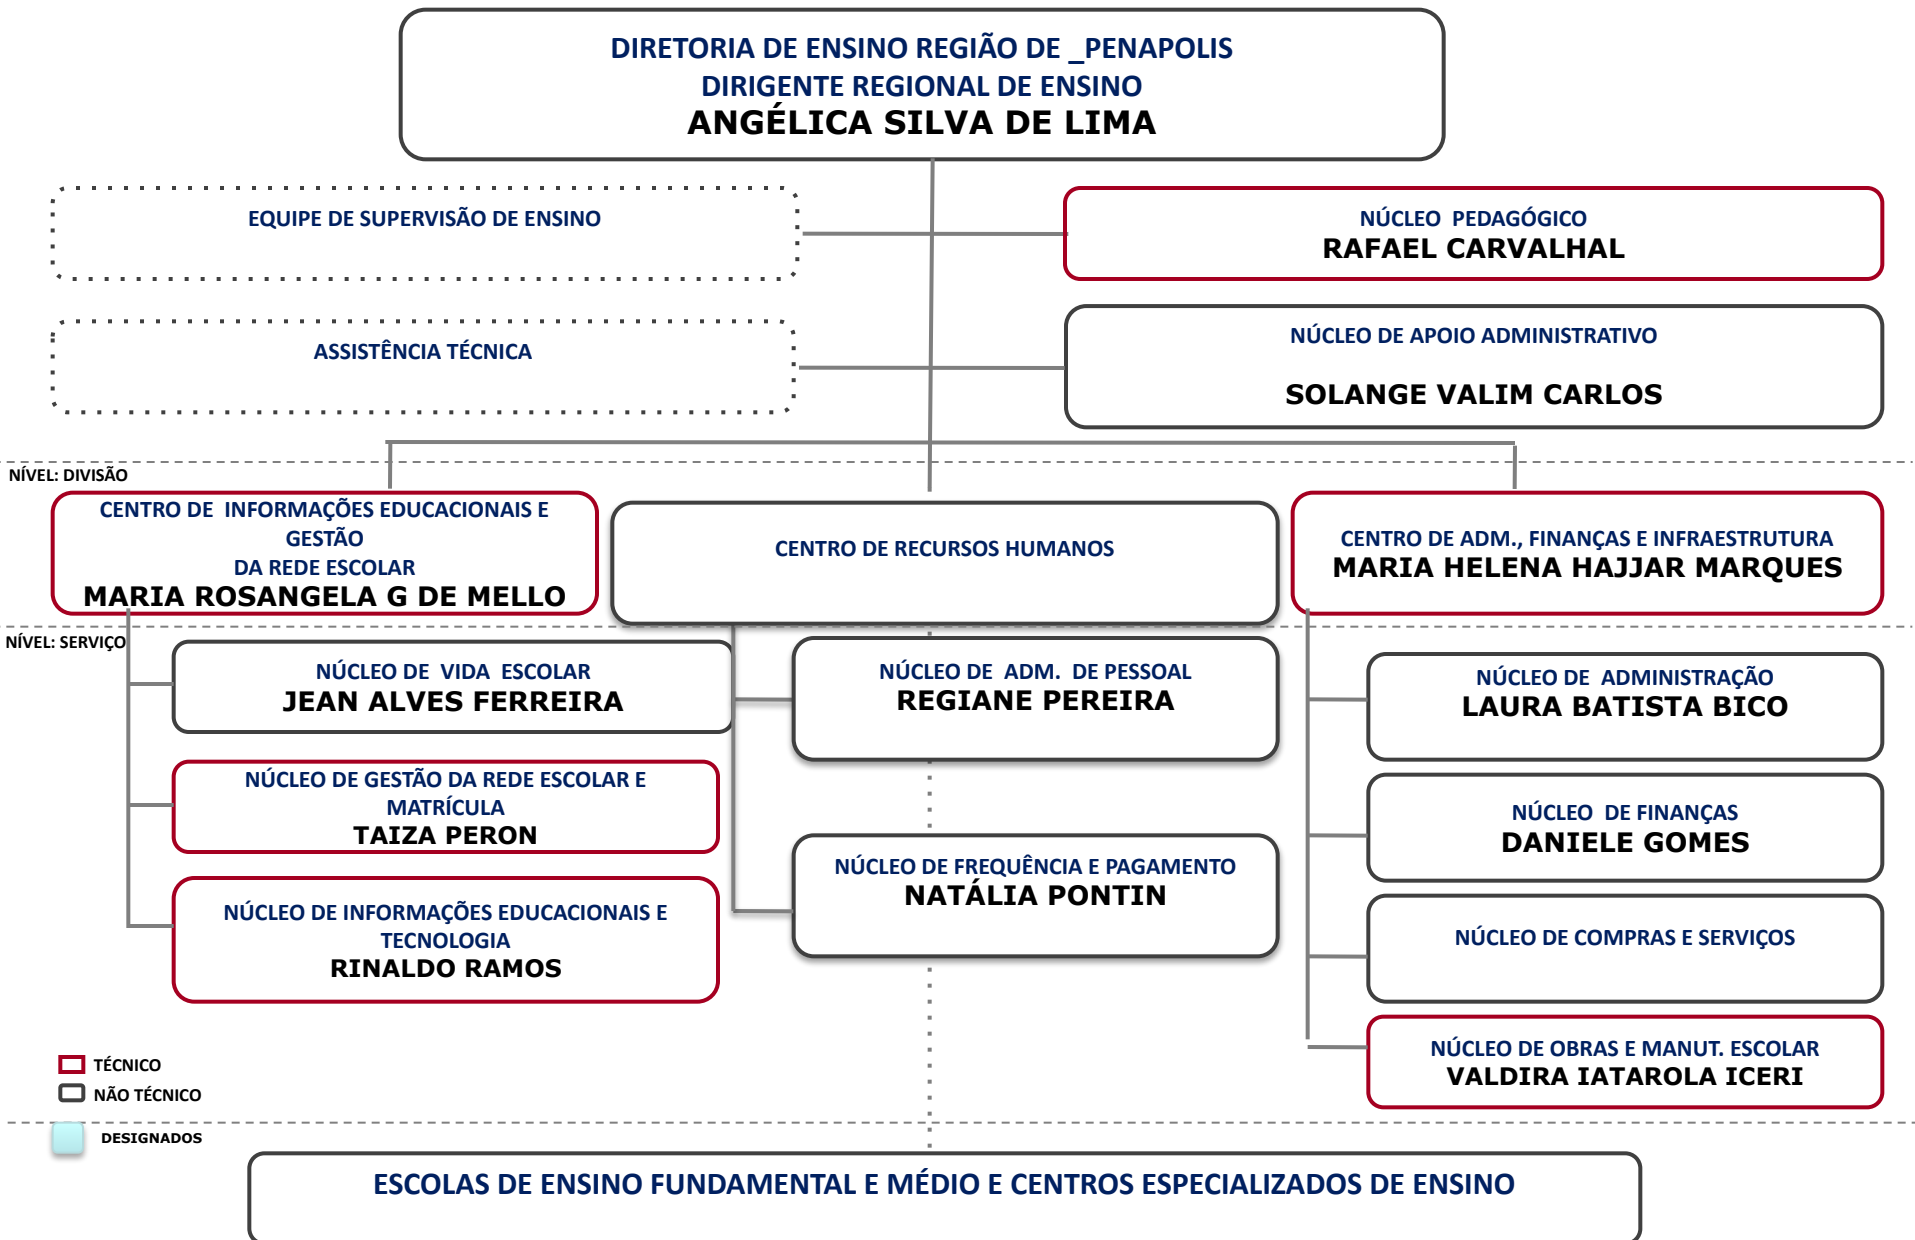 DIRETORIA DE ENSINO REGIÃO DE _PENAPOLIS
DIRIGENTE REGIONAL DE ENSINO
ANGÉLICA SILVA DE LIMA
EQUIPE DE SUPERVISÃO DE ENSINO
NÚCLEO PEDAGÓGICO
RAFAEL CARVALHAL
ASSISTÊNCIA TÉCNICA
NÚCLEO DE APOIO ADMINISTRATIVO
SOLANGE VALIM CARLOS
NÍVEL: DIVISÃO
CENTRO DE INFORMAÇÕES EDUCACIONAIS E
GESTÃO
DA REDE ESCOLAR
MARIA ROSANGELA G DE MELLO
CENTRO DE RECURSOS HUMANOS
CENTRO DE ADM., FINANÇAS E INFRAESTRUTURA
MARIA HELENA HAJJAR MARQUES
NÍVEL: SERVIÇO
NÚCLEO DE VIDA ESCOLAR
JEAN ALVES FERREIRA
NÚCLEO DE GESTÃO DA REDE ESCOLAR E
MATRÍCULA
TAIZA PERON
NÚCLEO DE INFORMAÇÕES EDUCACIONAIS E
TECNOLOGIA
RINALDO RAMOS
NÚCLEO DE ADM. DE PESSOAL
REGIANE PEREIRA
NÚCLEO DE FREQUÊNCIA E PAGAMENTO
NATÁLIA PONTIN
NÚCLEO DE ADMINISTRAÇÃO
LAURA BATISTA BICO
NÚCLEO DE FINANÇAS
DANIELE GOMES
NÚCLEO DE COMPRAS E SERVIÇOS
NÚCLEO DE OBRAS E MANUT. ESCOLAR
VALDIRA IATAROLA ICERI
TÉCNICO
NÃO TÉCNICO
DESIGNADOS
ESCOLAS DE ENSINO FUNDAMENTAL E MÉDIO E CENTROS ESPECIALIZADOS DE ENSINO